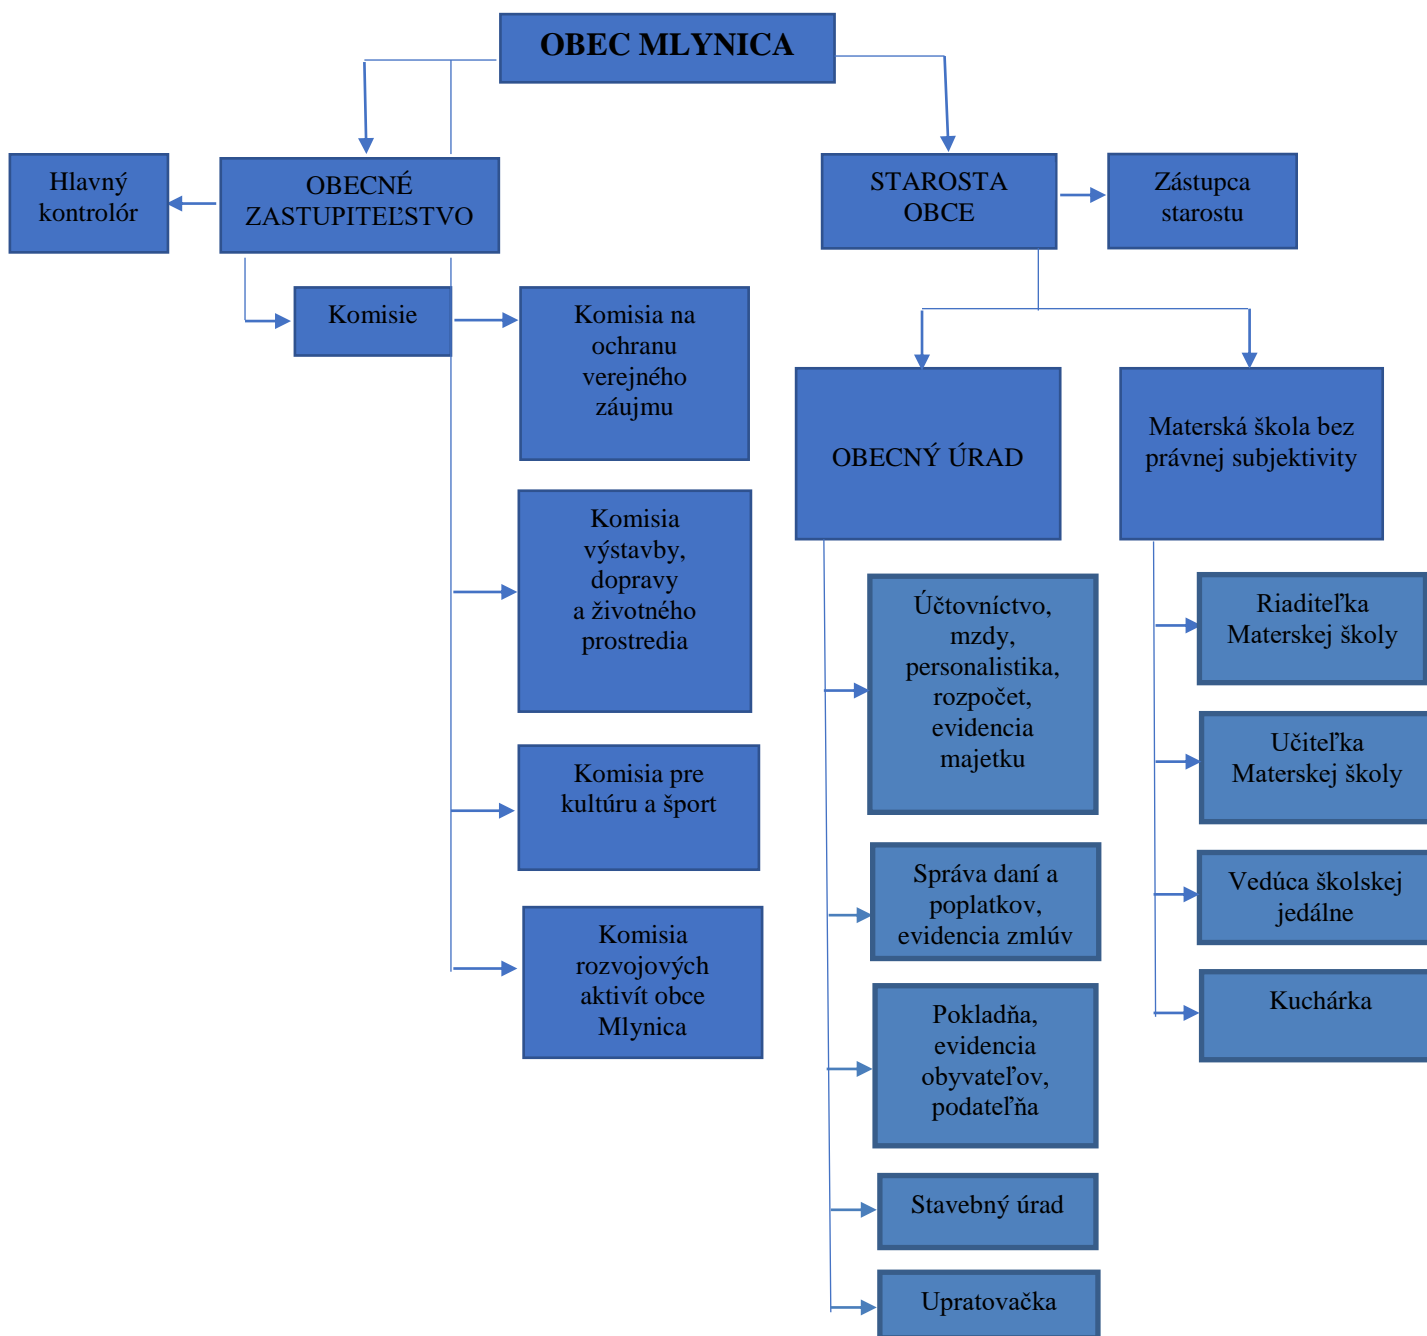 OBEC MLYNICA
Hlavný
kontrolór
OBECNÉ
ZASTUPITEĽSTVO
STAROSTA
OBCE
Zástupca
starostu
Komisie
Komisia na
ochranu
verejného
záujmu
Komisia
výstavby,
dopravy
a životného
prostredia
Komisia pre
kultúru a šport
Komisia
rozvojových
aktivít obce
Mlynica
OBECNÝ ÚRAD
Účtovníctvo,
mzdy,
personalistika,
rozpočet,
evidencia
majetku
Správa daní a
poplatkov,
evidencia zmlúv
Pokladňa,
evidencia
obyvateľov,
podateľňa
Stavebný úrad
Upratovačka
Materská škola bez
právnej subjektivity
Riaditeľka
Materskej školy
Učiteľka
Materskej školy
Vedúca školskej
jedálne
Kuchárka